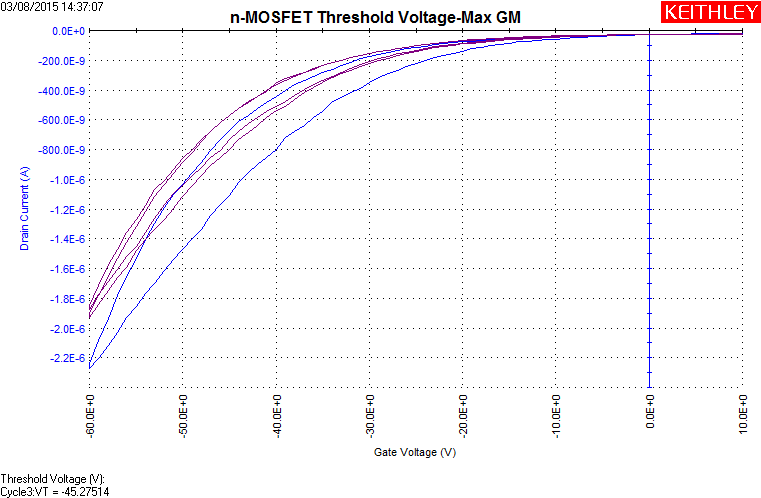 03/08/2015 14:37:07
n-MOSFET Threshold Voltage-Max GM
KEITHLEY
0.0E+0
-200.0E-9
-400.0E-9
-600.0E-9
-800.0E-9
-1.0E-6
-1.2E-6
-1.4E-6
-1.6E-6
-1.8E-6
-2.0E-6
-2.2E-6
Drain Current (A)
-60.0E+0
-50.0E+0
-40.0E+0
-30.0E+0
-20.0E+0
-10.0E+0
0.0E+0
10.0E+0
Gate Voltage (V)
Threshold Voltage (V):
Cycle3:VT = -45.27514